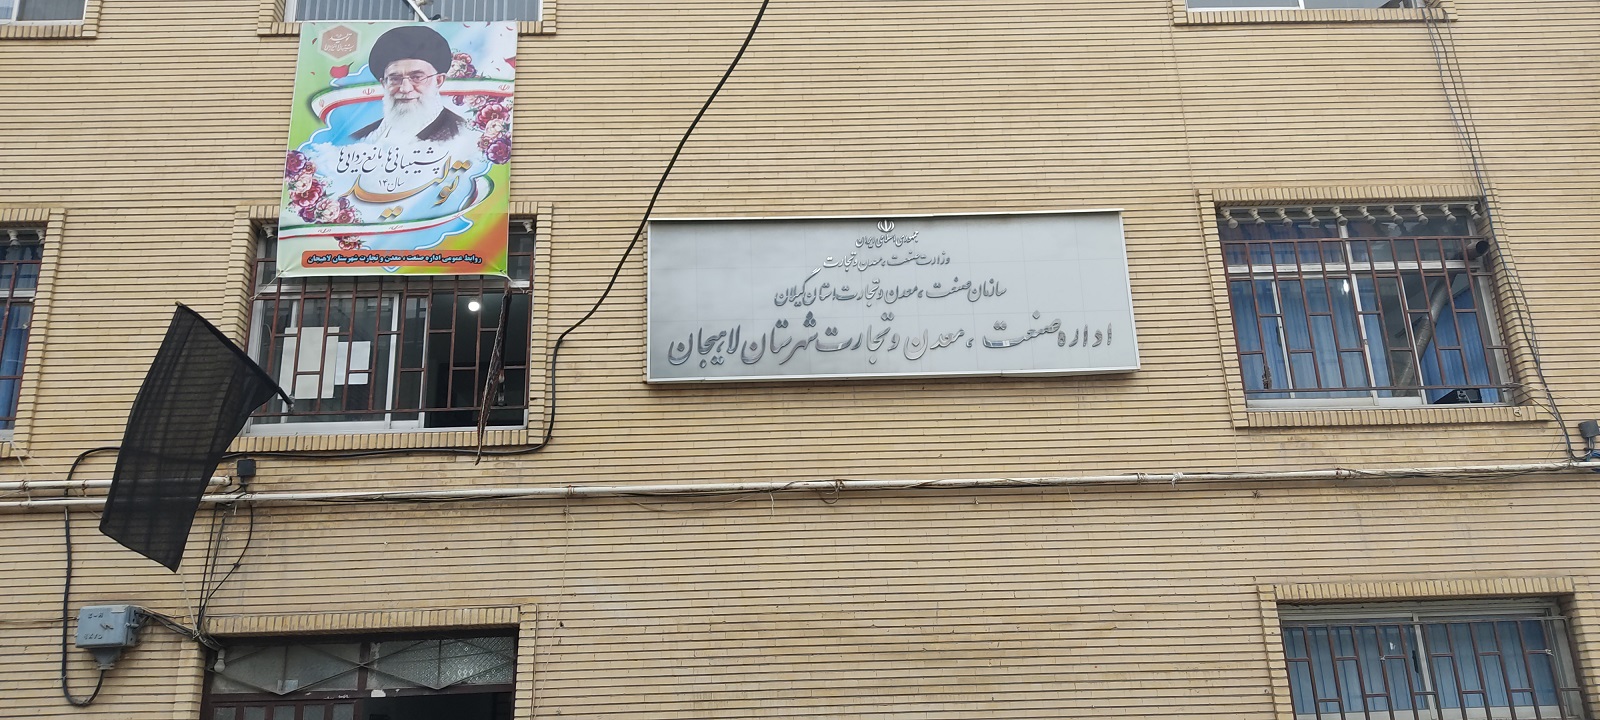 پشتیبانی‌ها مانع‌زدایی‌ها
تولید
سال ۱۴
روابط عمومی اداره صنعت، معدن و تجارت شهرستان لاهیجان
جمهوری اسلامی ایران
وزارت صنعت، معدن و تجارت
سازمان صنعت، معدن و تجارت استان گیلان
اداره صنعت، معدن و تجارت شهرستان لاهیجان